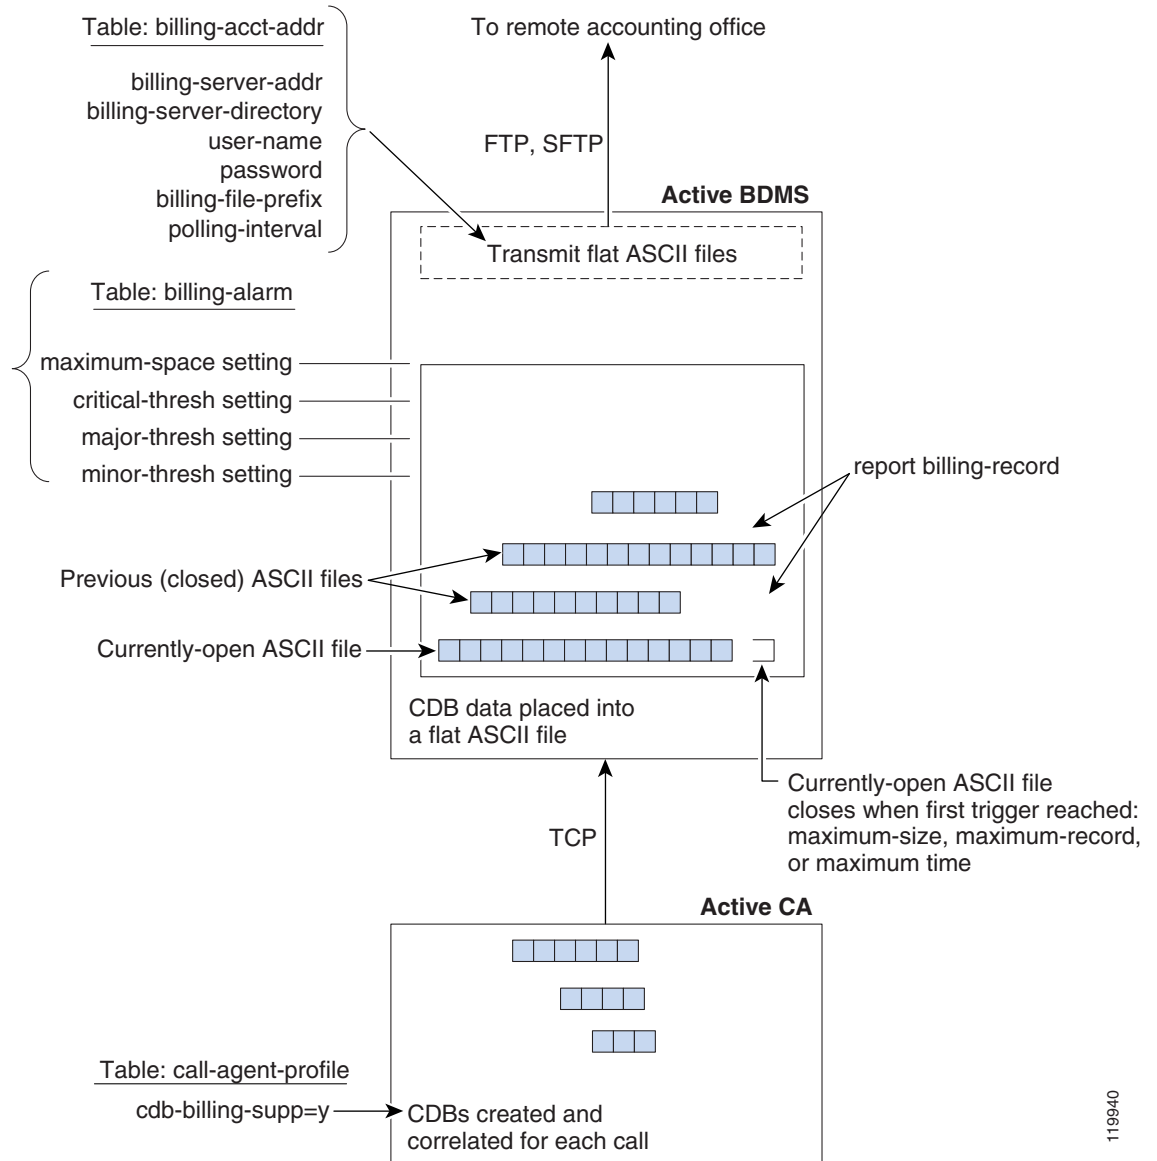 Table: billing-acct-addr
billing-server-addr
billing-server-directory
user-name
password
billing-file-prefix
polling-interval
To remote accounting office
FTP, SFTP
Active BDMS
Transmit flat ASCII files
Table: billing-alarm
maximum-space setting
critical-thresh setting
major-thresh setting
minor-thresh setting
report billing-record
Previous (closed) ASCII files
Currently-open ASCII file
CDB data placed into
a flat ASCII file
Currently-open ASCII file
closes when first trigger reached:
maximum-size, maximum-record,
or maximum time
TCP
Active CA
Table: call-agent-profile
cdb-billing-supp=y
CDBs created and
correlated for each call
119940